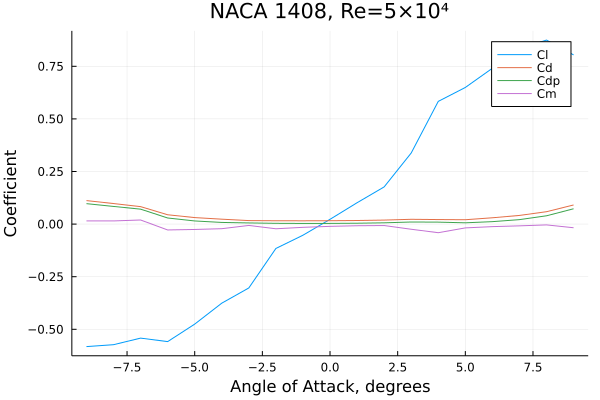 NACA 1408, Re=5×10⁴
Cl
Cd
Cdp
Cm
0.75
0.50
0.25
0.00
−0.25
−0.50
Coefficient
−7.5 −5.0 −2.5 0.0 2.5 5.0 7.5
Angle of Attack, degrees